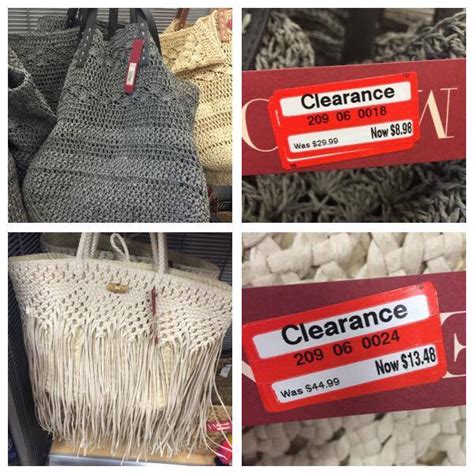 Clearance
209 06 0018
Was $29.99 Now $8.98
Clearance
209 06 0024
Was $44.99 Now $13.48